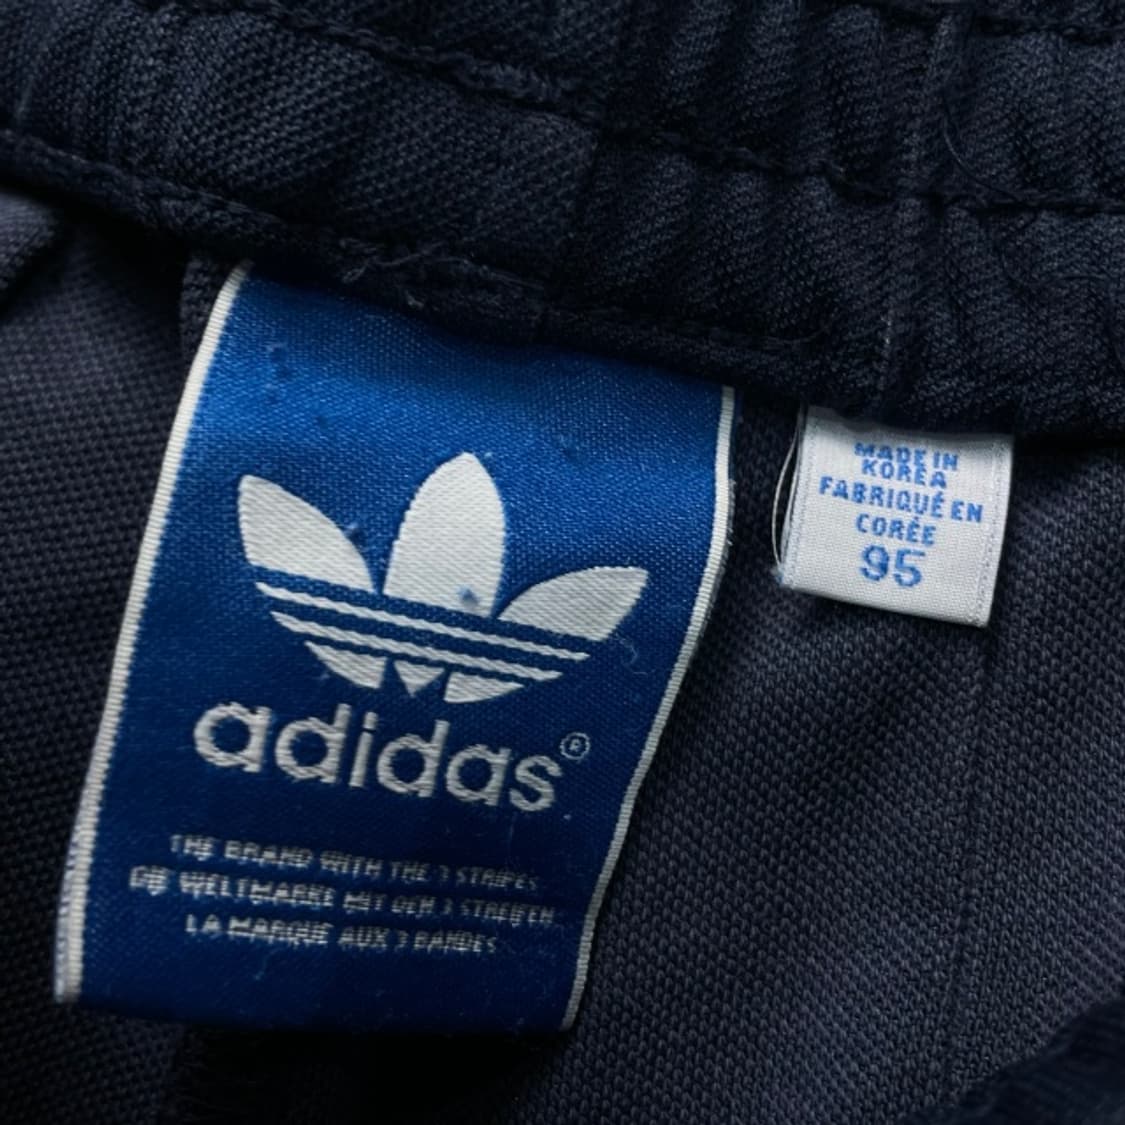 adidas®
THE BRAND WITH THE 3 STRIPES
DIE WELTMARKE MIT DEN 3 STREIFEN
LA MARQUE AUX 3 BANDES
MADE IN
KOREA
FABRIQUÉ EN
CORÉE
95